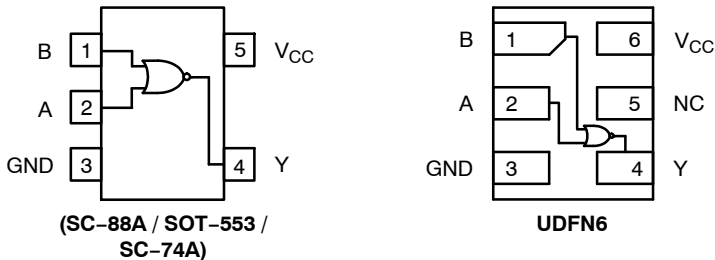 B 1 5 VCC
A 2
GND 3 4 Y
(SC–88A / SOT–553 /
SC–74A)
B 1 6 VCC
A 2 5 NC
GND 3 4 Y
UDFN6